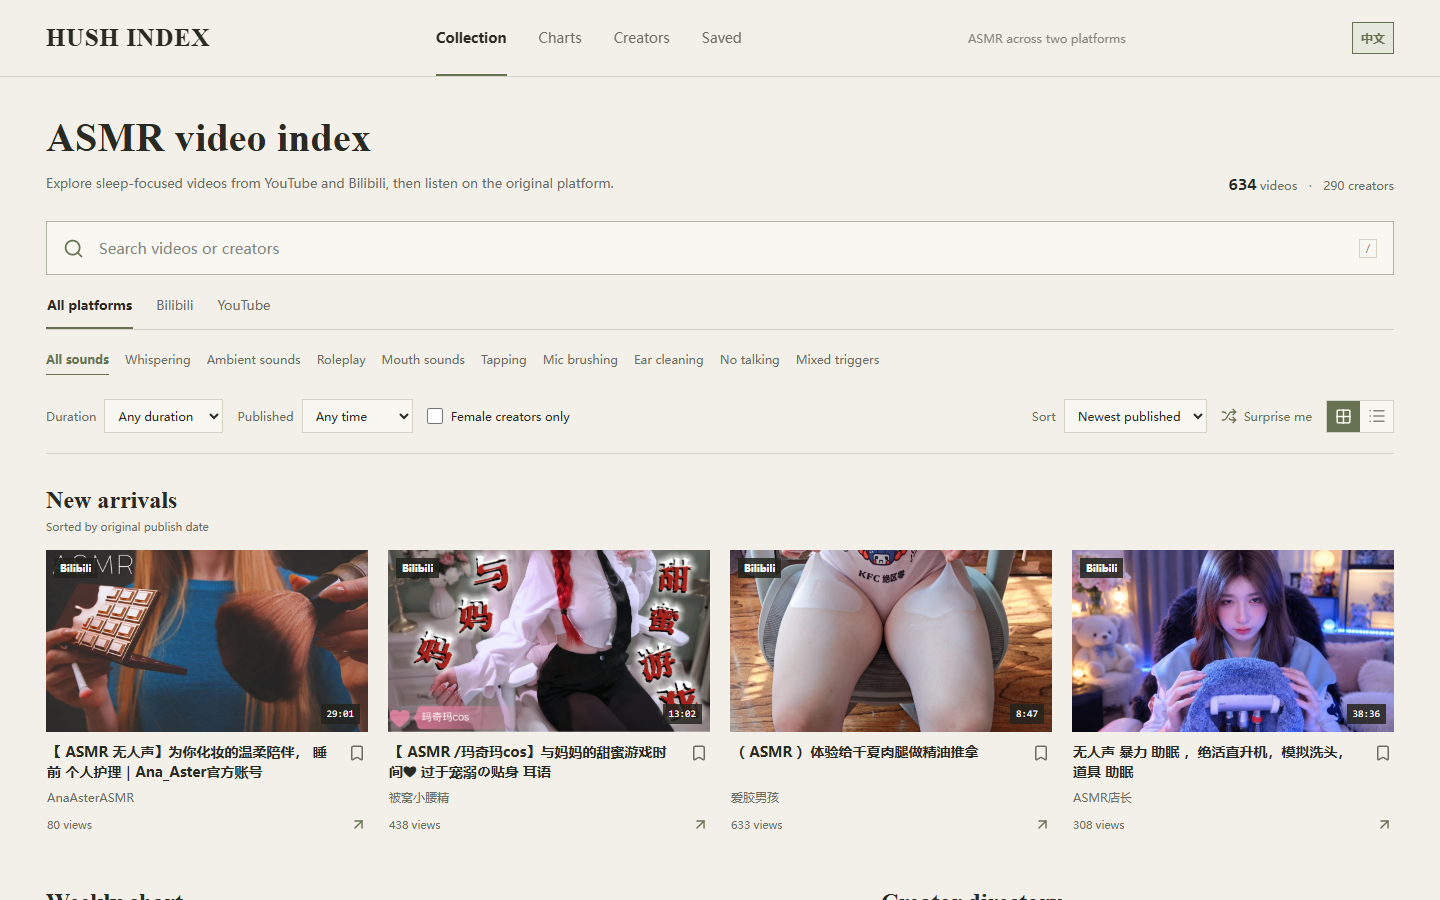 HUSH INDEX
Collection
Charts
Creators
Saved
ASMR across two platforms
中文
ASMR video index
Explore sleep-focused videos from YouTube and Bilibili, then listen on the original platform.
634 videos · 290 creators
Search videos or creators
/
All platforms
Bilibili
YouTube
All sounds
Whispering
Ambient sounds
Roleplay
Mouth sounds
Tapping
Mic brushing
Ear cleaning
No talking
Mixed triggers
Duration
Any duration
Published
Any time
Female creators only
Sort
Newest published
Surprise me
New arrivals
Sorted by original publish date
Bilibili
29:01
【 ASMR 无人声】为你化妆的温柔陪伴， 睡
前 个人护理 | Ana_Aster官方账号
AnaAsterASMR
80 views
Bilibili
与
妈
妈
甜
蜜
游
戏
玛奇玛cos
13:02
【 ASMR /玛奇玛cos】与妈妈的甜蜜游戏时
间❤ 过于宠溺の贴身 耳语
被窝小腰精
438 views
Bilibili
KFC
8:47
（ ASMR ）体验给千夏肉腿做精油推拿
爱胶男孩
633 views
Bilibili
38:36
无人声 暴力 助眠 ，绝活直升机，模拟洗头，
道具 助眠
ASMR店长
308 views